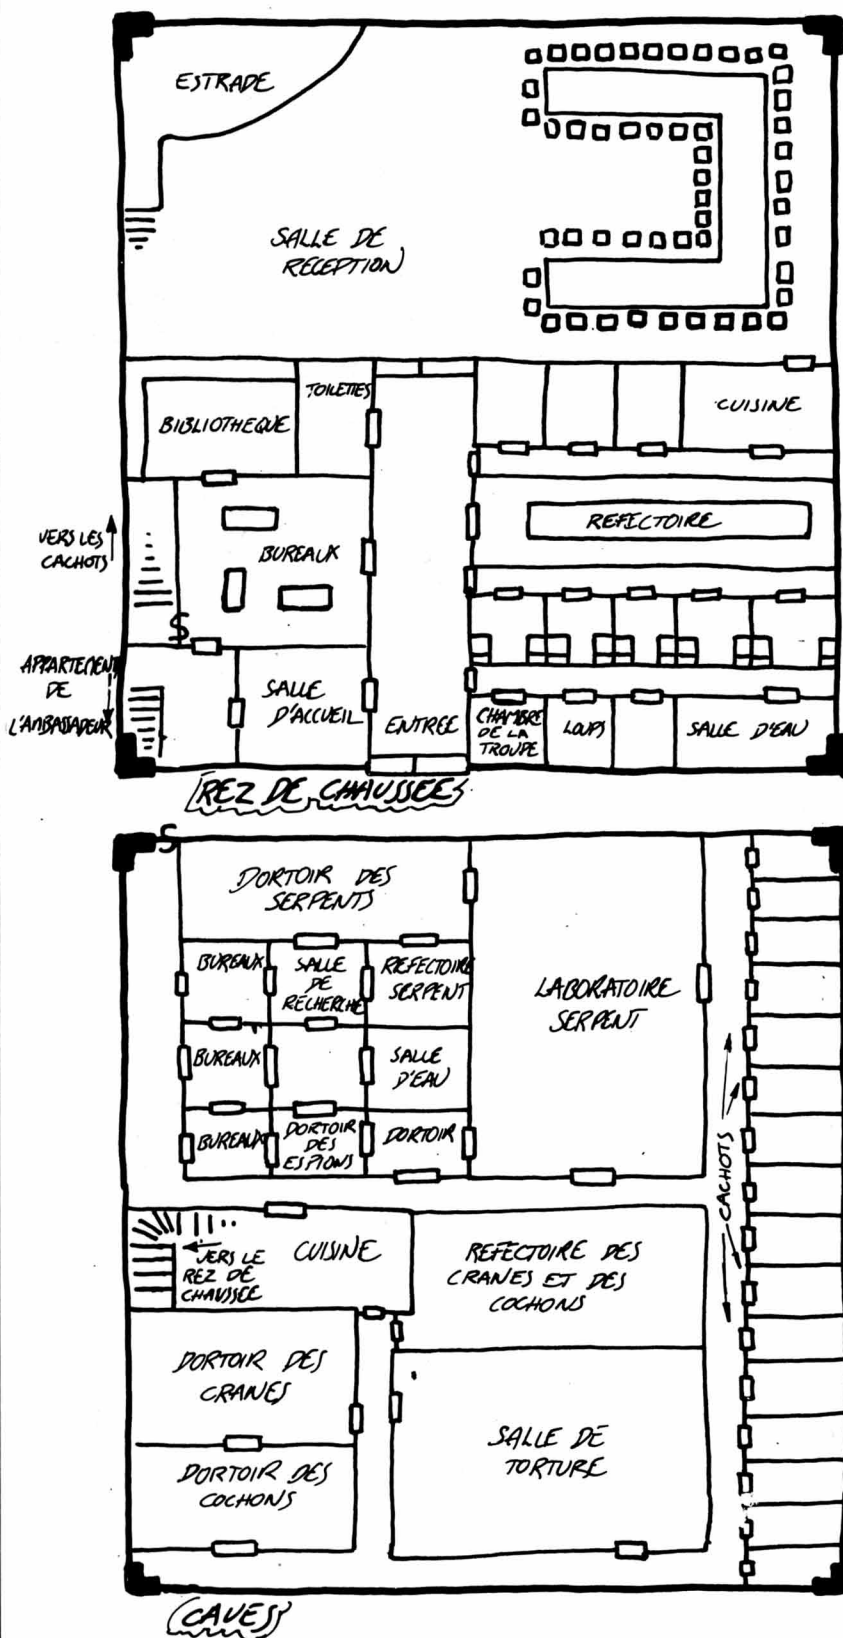 ESTRADE
SALLE DE
RECEPTION
TOILETTES
BIBLIOTHEQUE
CUISINE
REFECTOIRE
VERS LES
CACHOTS
BUREAUX
S
APPARTEMENT
DE
L'AMBASSADEUR
SALLE
D'ACCUEIL
ENTREE
CHAMBRE
DE LA
TROUPE
LOUPS
SALLE D'EAU
REZ DE CHAUSSEE
S
DORTOIR DES
SERPENTS
BUREAUX
SALLE
DE
RECHERCHE
REFECTOIRE
SERPENT
LABORATOIRE
SERPENT
BUREAUX
SALLE
D'EAU
BUREAUX
DORTOIR
DES
ESPIONS
DORTOIR
CACHOTS
VERS LE
REZ DE
CHAUSSEE
CUISINE
REFECTOIRE DES
CRANES ET DES
COCHONS
DORTOIR DES
CRANES
SALLE DE
TORTURE
DORTOIR DES
COCHONS
CAVES